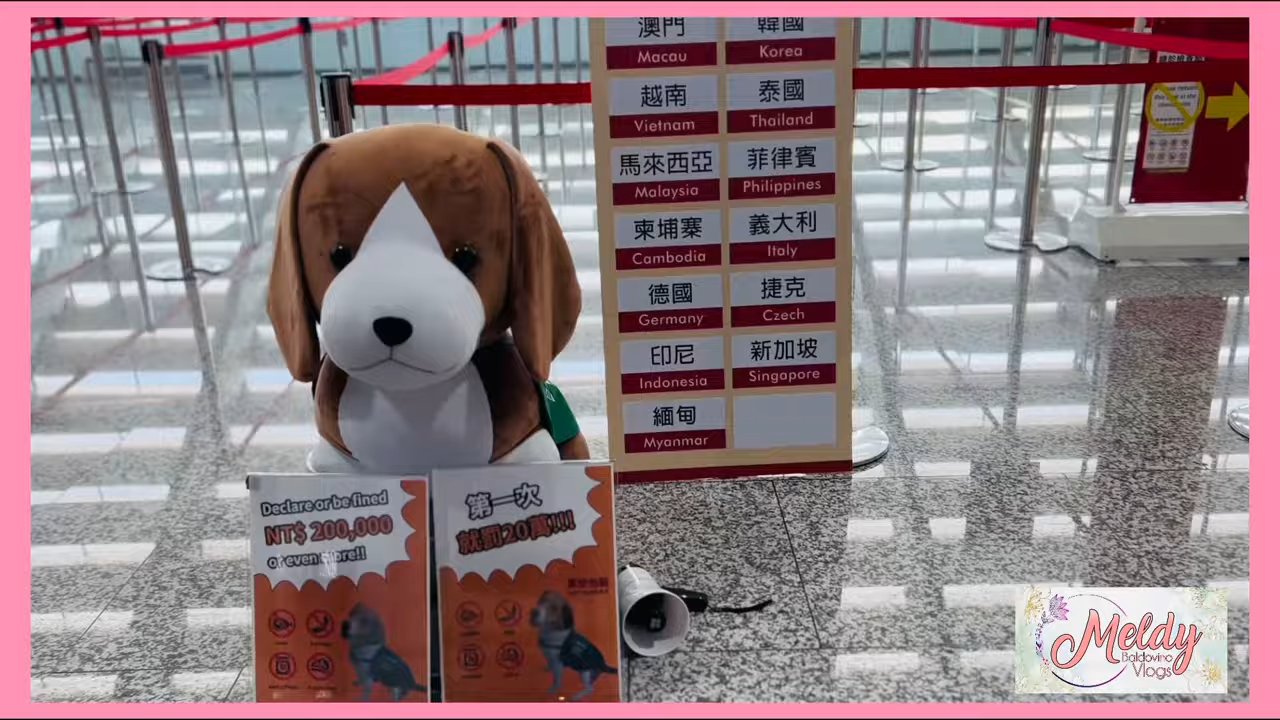 澳門 韓國
Macau Korea
越南 泰國
Vietnam Thailand
馬來西亞 菲律賓
Malaysia Philippines
柬埔寨 義大利
Cambodia Italy
德國 捷克
Germany Czech
印尼 新加坡
Indonesia Singapore
緬甸
Myanmar
Declare or be fined
NT$ 200,000
or even more!!
第一次
就罰20萬!!!
Meldy
Baldovino
Vlogs